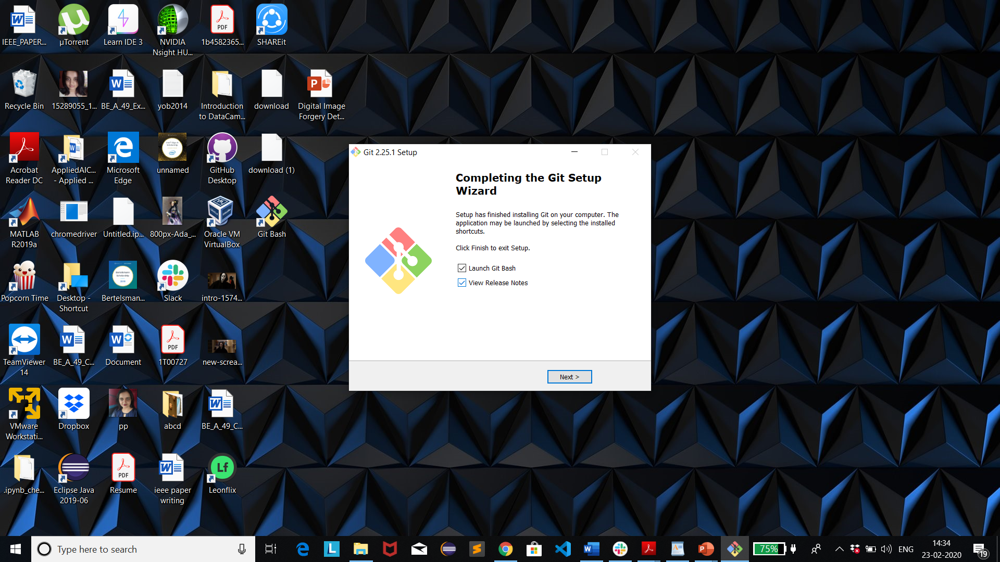 IEEE_PAPER...
µTorrent
Learn IDE 3
NVIDIA
Nsight HU...
PDF
1b4582365...
SHAREit
Recycle Bin
15289055_1...
BE_A_49_Ex...
yob2014
Introduction
to DataCam...
download
Digital Image
Forgery Det...
Acrobat
Reader DC
AppliedAIC...
- Applied ...
Microsoft
Edge
unnamed
GitHub
Desktop
download (1)
MATLAB
R2019a
chromedriver
Untitled.ip...
800px-Ada_...
Oracle VM
VirtualBox
Git Bash
Popcorn Time
Desktop -
Shortcut
Bertelsman...
Slack
intro-1574...
TeamViewer
14
BE_A_49_C...
Document
PDF
1T00727
new-screa...
VMware
Workstati...
Dropbox
pp
abcd
BE_A_49_C...
.ipynb_che...
Eclipse Java
2019-06
PDF
Resume
ieee paper
writing
Lf
Leonflix
Git 2.25.1 Setup
Completing the Git Setup
Wizard
Setup has finished installing Git on your computer. The
application may be launched by selecting the installed
shortcuts.
Click Finish to exit Setup.
Launch Git Bash
View Release Notes
Next >
Type here to search
75%
ENG
14:34
23-02-2020
19